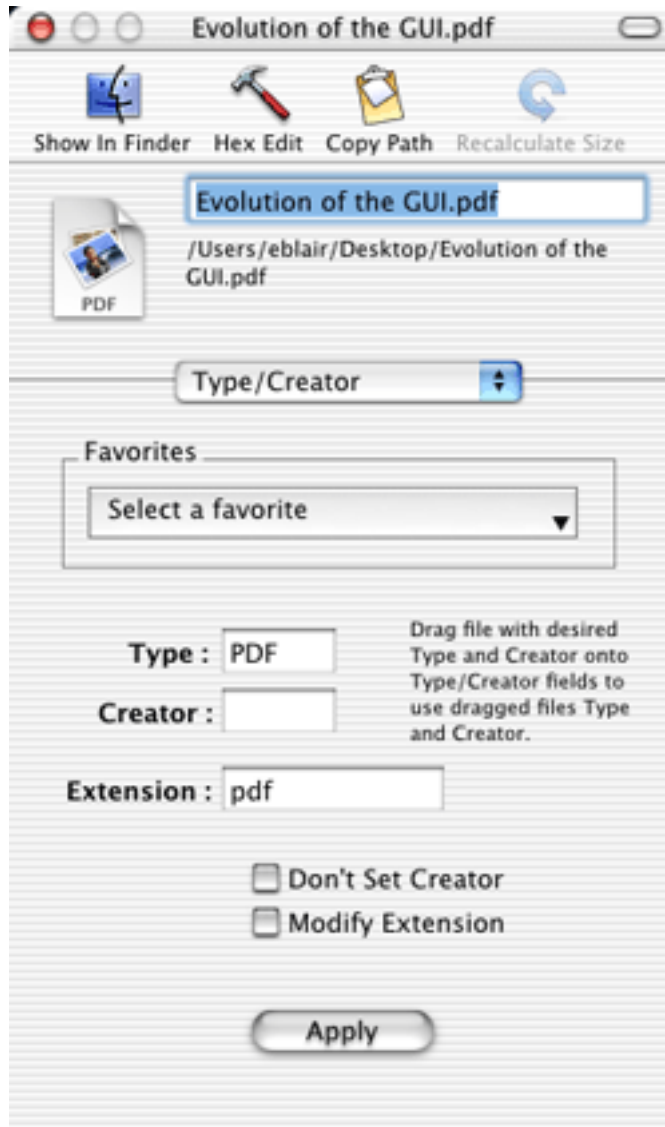 Evolution of the GUI.pdf
Show In Finder Hex Edit Copy Path Recalculate Size
Evolution of the GUI.pdf
/Users/eblair/Desktop/Evolution of the
GUI.pdf
PDF
Type/Creator
Favorites
Select a favorite
Type : PDF
Creator :
Drag file with desired
Type and Creator onto
Type/Creator fields to
use dragged files Type
and Creator.
Extension : pdf
Don't Set Creator
Modify Extension
Apply